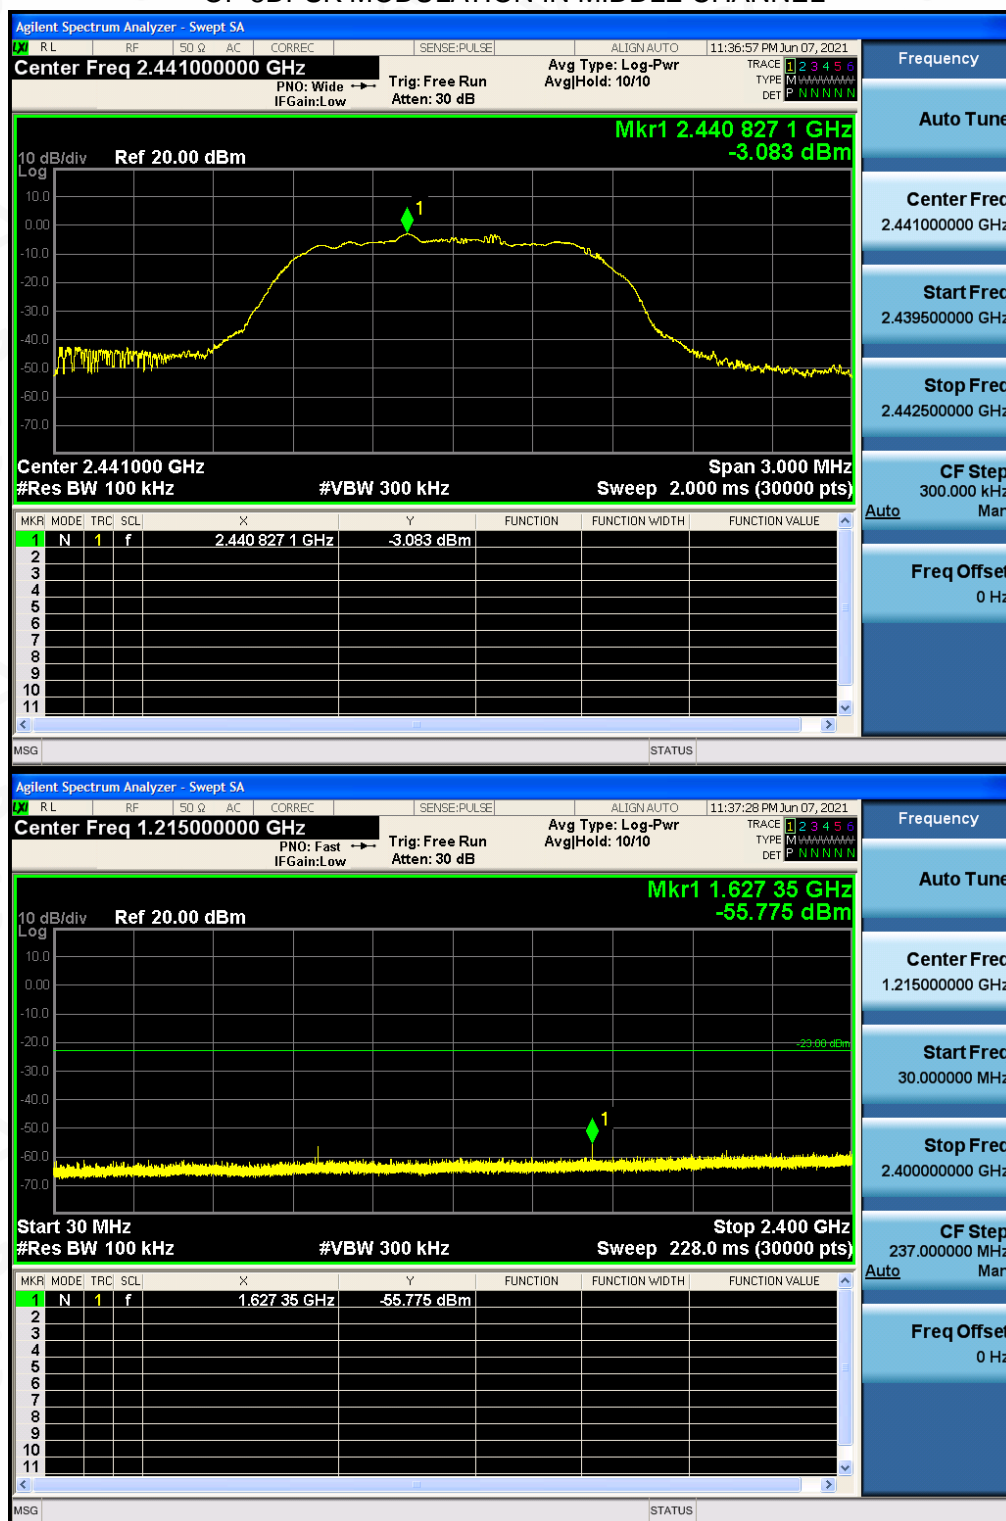 OF 8DPSK MODULATION IN MIDDLE CHANNEL
Agilent Spectrum Analyzer - Swept SA
LXI RL RF 50 Ω AC CORREC SENSE:PULSE ALIGN AUTO 11:36:57 PM Jun 07, 2021
Center Freq 2.441000000 GHz
PNO: Wide
IFGain:Low
Trig: Free Run
Atten: 30 dB
Avg Type: Log-Pwr
Avg|Hold: 10/10
TRACE 1 2 3 4 5 6
TYPE M
DET P N N N N N
Mkr1 2.440 827 1 GHz
-3.083 dBm
10 dB/div
Log
Ref 20.00 dBm
10.0
0.00
-10.0
-20.0
-30.0
-40.0
-50.0
-60.0
-70.0
1
Center 2.441000 GHz
Span 3.000 MHz
#Res BW 100 kHz
#VBW 300 kHz
Sweep 2.000 ms (30000 pts)
MKR MODE TRC SCL X Y FUNCTION FUNCTION WIDTH FUNCTION VALUE
1 N 1 f 2.440 827 1 GHz -3.083 dBm
2
3
4
5
6
7
8
9
10
11
MSG STATUS
Frequency
Auto Tune
Center Freq
2.441000000 GHz
Start Freq
2.439500000 GHz
Stop Freq
2.442500000 GHz
CF Step
300.000 kHz
Auto Man
Freq Offset
0 Hz
Agilent Spectrum Analyzer - Swept SA
LXI RL RF 50 Ω AC CORREC SENSE:PULSE ALIGN AUTO 11:37:28 PM Jun 07, 2021
Center Freq 1.215000000 GHz
PNO: Fast
IFGain:Low
Trig: Free Run
Atten: 30 dB
Avg Type: Log-Pwr
Avg|Hold: 10/10
TRACE 1 2 3 4 5 6
TYPE M
DET P N N N N N
Mkr1 1.627 35 GHz
-55.775 dBm
10 dB/div
Log
Ref 20.00 dBm
10.0
0.00
-10.0
-20.0
-30.0
-40.0
-50.0
-60.0
-70.0
-23.00 dBm
1
Start 30 MHz
Stop 2.400 GHz
#Res BW 100 kHz
#VBW 300 kHz
Sweep 228.0 ms (30000 pts)
MKR MODE TRC SCL X Y FUNCTION FUNCTION WIDTH FUNCTION VALUE
1 N 1 f 1.627 35 GHz -55.775 dBm
2
3
4
5
6
7
8
9
10
11
MSG STATUS
Frequency
Auto Tune
Center Freq
1.215000000 GHz
Start Freq
30.000000 MHz
Stop Freq
2.400000000 GHz
CF Step
237.000000 MHz
Auto Man
Freq Offset
0 Hz